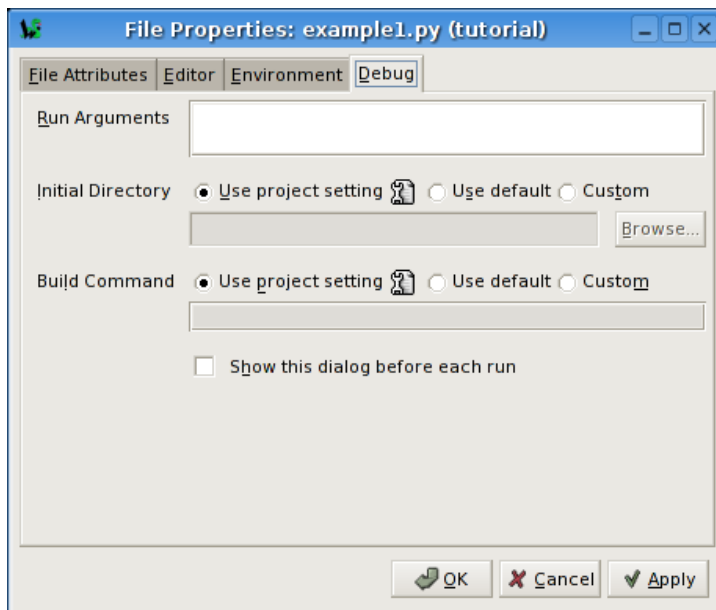 File Properties: example1.py (tutorial)
File Attributes Editor Environment Debug
Run Arguments
Initial Directory Use project setting Use default Custom
Browse...
Build Command Use project setting Use default Custom
Show this dialog before each run
OK Cancel Apply